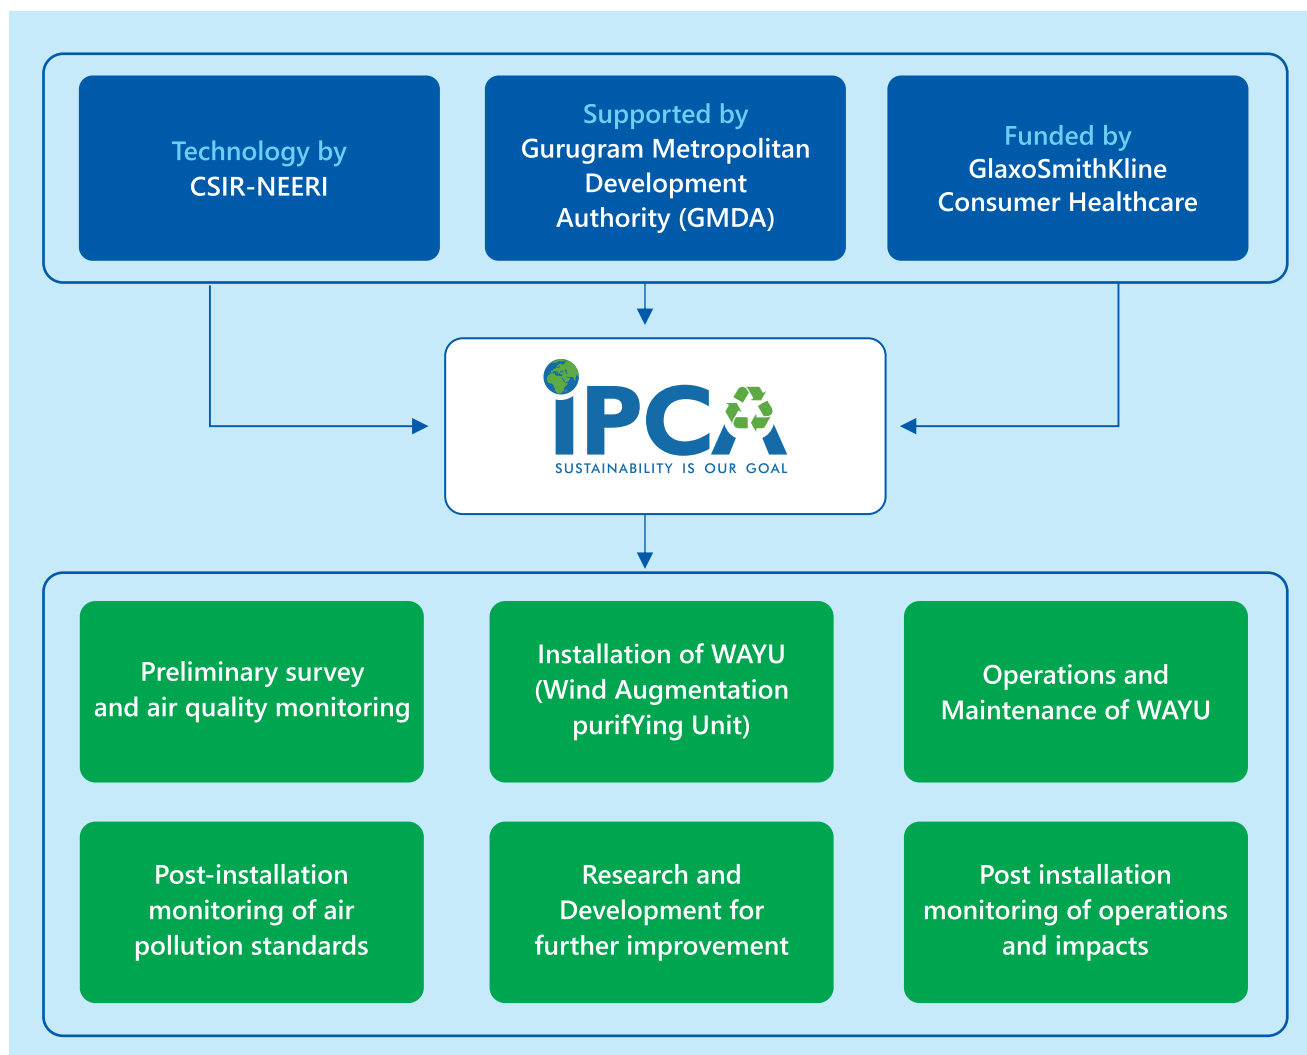 Technology by
CSIR-NEERI
Supported by
Gurugram Metropolitan
Development
Authority (GMDA)
Funded by
GlaxoSmithKline
Consumer Healthcare
iPCA
SUSTAINABILITY IS OUR GOAL
Preliminary survey
and air quality monitoring
Installation of WAYU
(Wind Augmentation
purifYing Unit)
Operations and
Maintenance of WAYU
Post-installation
monitoring of air
pollution standards
Research and
Development for
further improvement
Post installation
monitoring of operations
and impacts